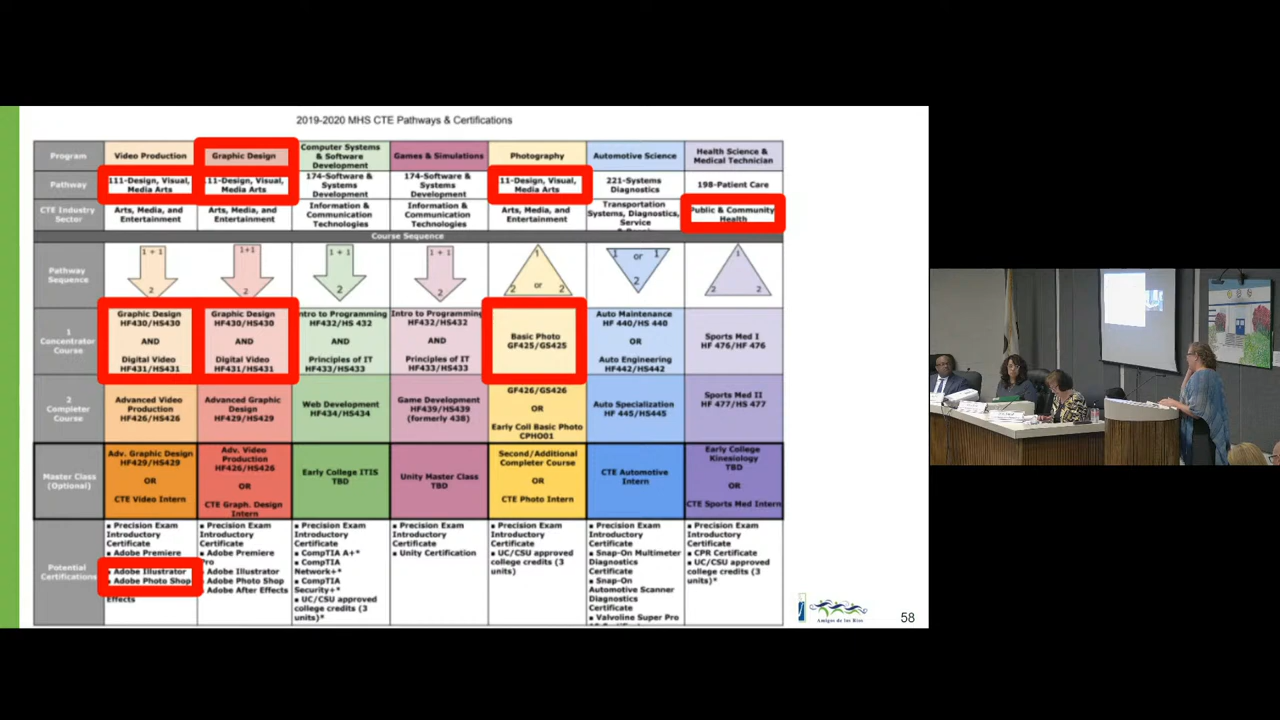 2019-2020 MHS CTE Pathways & Certifications
Program
Video Production
Graphic Design
Computer Systems
& Software
Development
Games & Simulations
Photography
Automotive Science
Health Science &
Medical Technician
Pathway
111-Design, Visual,
Media Arts
11-Design, Visual,
Media Arts
174-Software &
Systems
Development
174-Software &
Systems
Development
11-Design, Visual,
Media Arts
221-Systems
Diagnostics
198-Patient Care
CTE Industry
Sector
Arts, Media, and
Entertainment
Arts, Media, and
Entertainment
Information &
Communication
Technologies
Information &
Communication
Technologies
Arts, Media, and
Entertainment
Transportation
Systems, Diagnostics,
Service
Public & Community
Health
Course Sequence
Pathway
Sequence
1 + 1
2
1+1
2
1 + 1
2
1 + 1
2
1
2 or 2
1 or 1
2
1
2 2
1
Concentrator
Course
Graphic Design
HF430/HS430
AND
Digital Video
HF431/HS431
Graphic Design
HF430/HS430
AND
Digital Video
HF431/HS431
ntro to Programming
HF432/HS 432
AND
Principles of IT
HF433/HS433
Intro to Programming
HF432/HS432
AND
Principles of IT
HF433/HS433
Basic Photo
GF425/GS425
Auto Maintenance
HF 440/HS 440
OR
Auto Engineering
HF442/HS442
Sports Med I
HF 476/HF 476
2
Completer
Course
Advanced Video
Production
HF426/HS426
Advanced Graphic
Design
HF429/HS429
Web Development
HF434/HS434
Game Development
HF439/HS439
(formerly 438)
GF426/GS426
OR
Early Coll Basic Photo
CPHO01
Auto Specialization
HF 445/HS445
Sports Med II
HF 477/HS 477
Master Class
(Optional)
Adv. Graphic Design
HF429/HS429
OR
CTE Video Intern
Adv. Video
Production
HF426/HS426
OR
CTE Graph. Design
Intern
Early College ITIS
TBD
Unity Master Class
TBD
Second/Additional
Completer Course
OR
CTE Photo Intern
CTE Automotive
Intern
Early College
Kinesiology
TBD
OR
CTE Sports Med Intern
Potential
Certifications
▪ Precision Exam
Introductory
Certificate
▪ Adobe Premiere
▪ Adobe Illustrator
▪ Adobe Photo Shop
Effects
▪ Precision Exam
Introductory
Certificate
▪ Adobe Premiere
Pro
▪ Adobe Illustrator
▪ Adobe Photo Shop
▪ Adobe After Effects
▪ Precision Exam
Introductory
Certificate
▪ CompTIA A+*
▪ CompTIA
Network+*
▪ CompTIA
Security+*
▪ UC/CSU approved
college credits (3
units)*
▪ Precision Exam
Introductory
Certificate
▪ Unity Certification
▪ Precision Exam
Introductory
Certificate
▪ UC/CSU approved
college credits (3
units)
▪ Precision Exam
Introductory
Certificate
▪ Snap-On Multimeter
Diagnostics
Certificate
▪ Snap-On
Automotive Scanner
Diagnostics
Certificate
▪ Valvoline Super Pro
▪ Precision Exam
Introductory
Certificate
▪ CPR Certificate
▪ UC/CSU approved
college credits (3
units)*
Amigos de los Rios
58